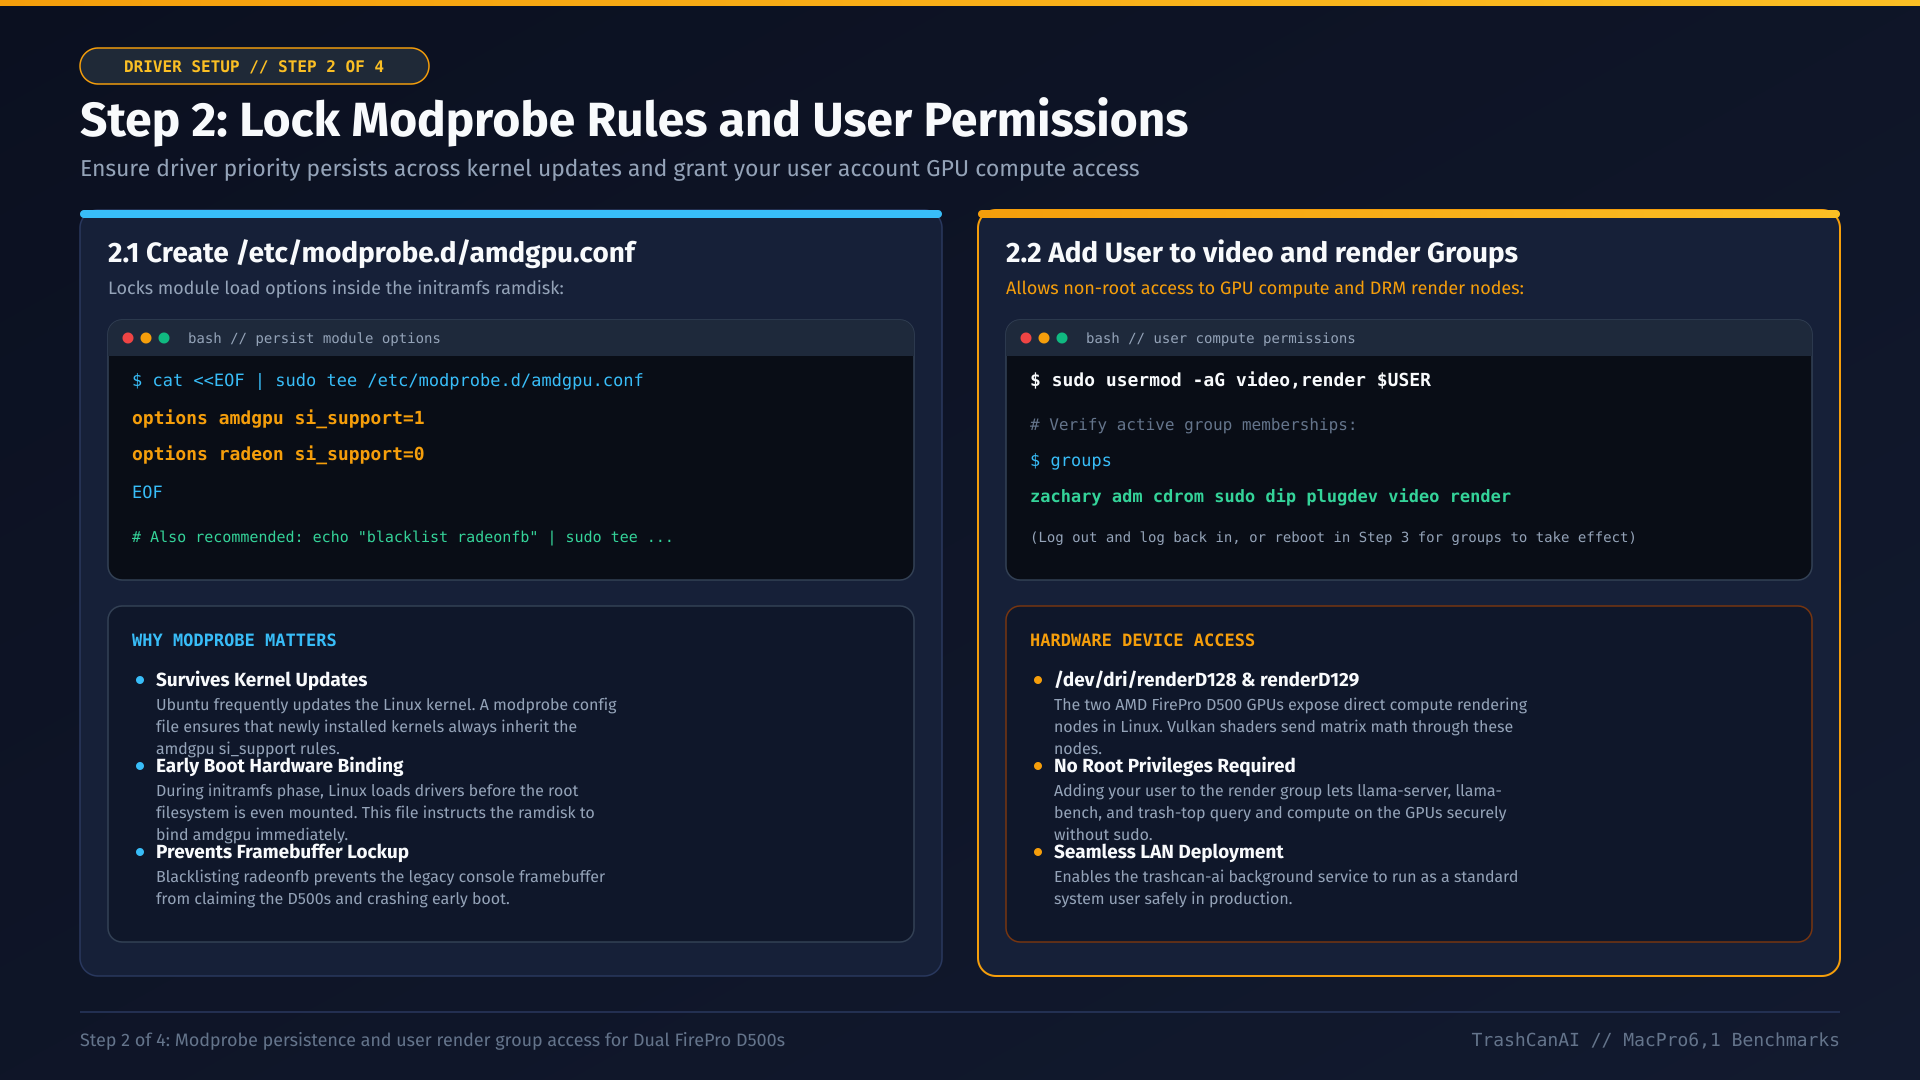 DRIVER SETUP // STEP 2 OF 4
Step 2: Lock Modprobe Rules and User Permissions
Ensure driver priority persists across kernel updates and grant your user account GPU compute access
2.1 Create /etc/modprobe.d/amdgpu.conf
Locks module load options inside the initramfs ramdisk:
bash // persist module options
$ cat <<EOF | sudo tee /etc/modprobe.d/amdgpu.conf
options amdgpu si_support=1
options radeon si_support=0
EOF
# Also recommended: echo "blacklist radeonfb" | sudo tee ...
WHY MODPROBE MATTERS
Survives Kernel Updates
Ubuntu frequently updates the Linux kernel. A modprobe config
file ensures that newly installed kernels always inherit the
amdgpu si_support rules.
Early Boot Hardware Binding
During initramfs phase, Linux loads drivers before the root
filesystem is even mounted. This file instructs the ramdisk to
bind amdgpu immediately.
Prevents Framebuffer Lockup
Blacklisting radeonfb prevents the legacy console framebuffer
from claiming the D500s and crashing early boot.
2.2 Add User to video and render Groups
Allows non-root access to GPU compute and DRM render nodes:
bash // user compute permissions
$ sudo usermod -aG video,render $USER
# Verify active group memberships:
$ groups
zachary adm cdrom sudo dip plugdev video render
(Log out and log back in, or reboot in Step 3 for groups to take effect)
HARDWARE DEVICE ACCESS
/dev/dri/renderD128 & renderD129
The two AMD FirePro D500 GPUs expose direct compute rendering
nodes in Linux. Vulkan shaders send matrix math through these
nodes.
No Root Privileges Required
Adding your user to the render group lets llama-server, llama-
bench, and trash-top query and compute on the GPUs securely
without sudo.
Seamless LAN Deployment
Enables the trashcan-ai background service to run as a standard
system user safely in production.
Step 2 of 4: Modprobe persistence and user render group access for Dual FirePro D500s
TrashCanAI // MacPro6,1 Benchmarks